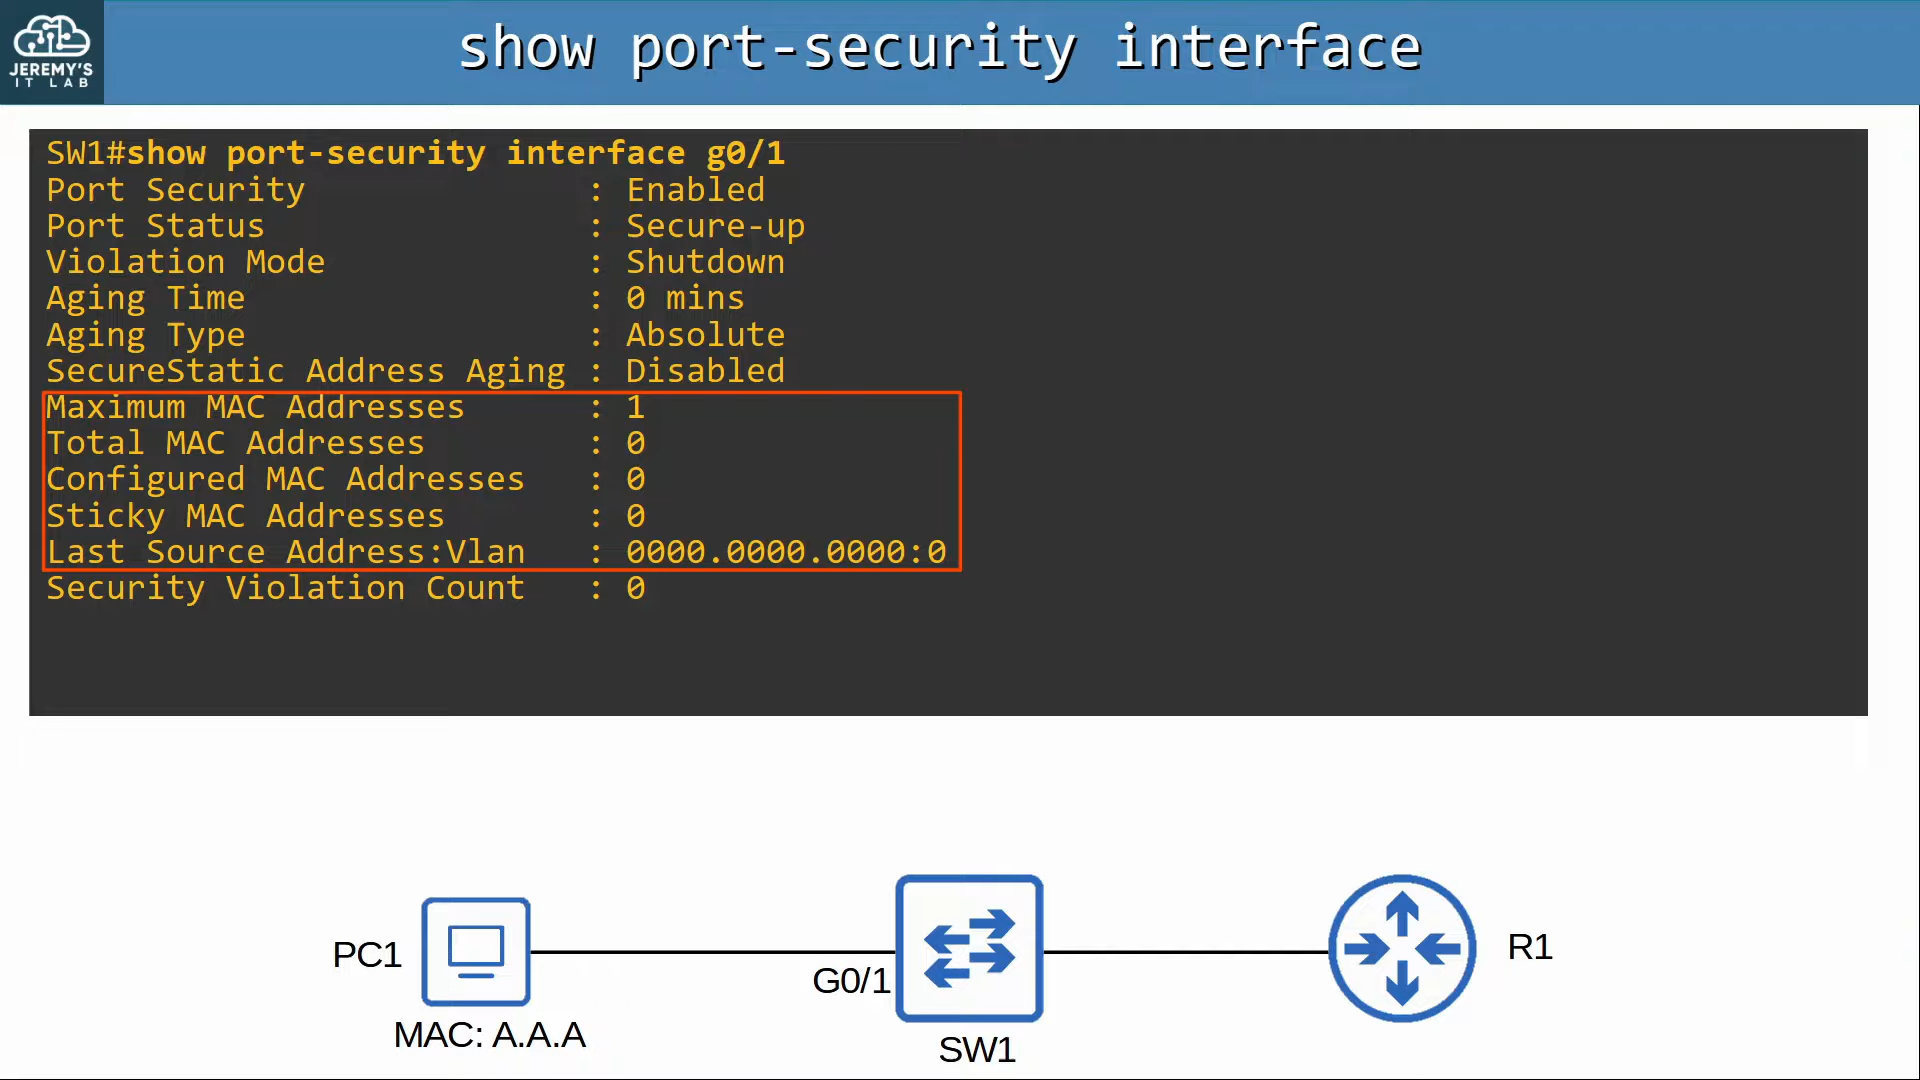 JEREMY'S
IT LAB
show port-security interface
SW1#show port-security interface g0/1
Port Security : Enabled
Port Status : Secure-up
Violation Mode : Shutdown
Aging Time : 0 mins
Aging Type : Absolute
SecureStatic Address Aging : Disabled
Maximum MAC Addresses : 1
Total MAC Addresses : 0
Configured MAC Addresses : 0
Sticky MAC Addresses : 0
Last Source Address:Vlan : 0000.0000.0000:0
Security Violation Count : 0
PC1
G0/1
R1
MAC: A.A.A
SW1